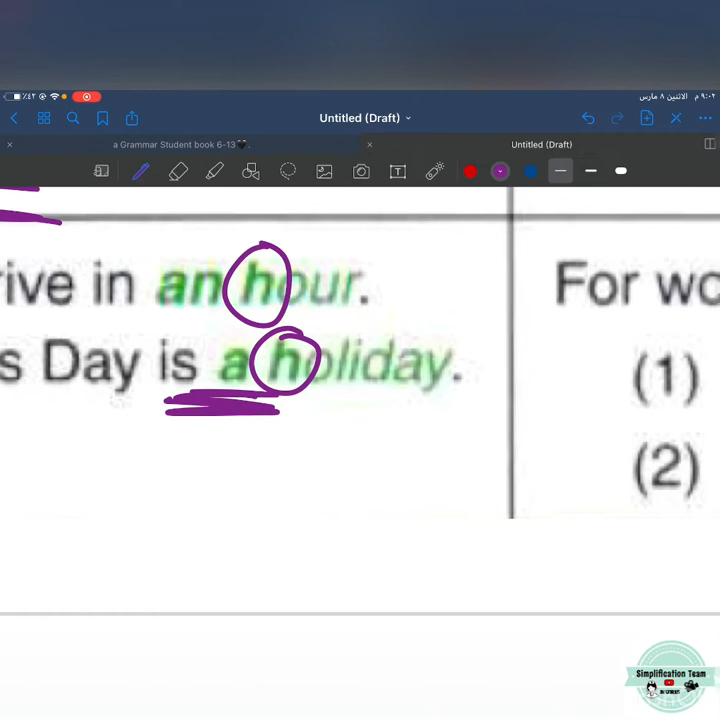 ٪٤٣
٩:٠٢ م الاثنين ٨ مارس
Untitled (Draft)
a Grammar Student book 6-13🖤.
Untitled (Draft)
rive in an hour.
s Day is a holiday.
For wo
(1)
(2)
Simplification Team